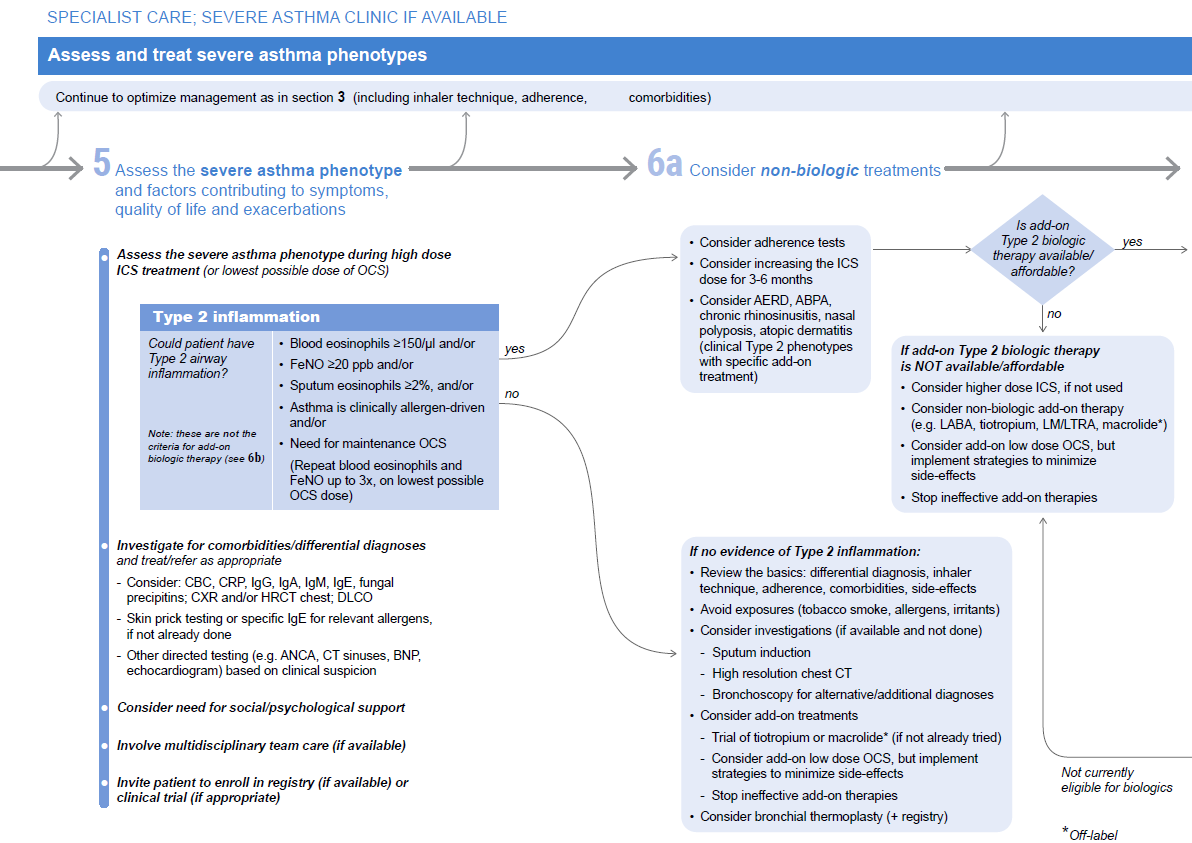 SPECIALIST CARE; SEVERE ASTHMA CLINIC IF AVAILABLE
Assess and treat severe asthma phenotypes
Continue to optimize management as in section 3 (including inhaler technique, adherence, comorbidities)
5 Assess the severe asthma phenotype
and factors contributing to symptoms,
quality of life and exacerbations
Assess the severe asthma phenotype during high dose
ICS treatment (or lowest possible dose of OCS)
Type 2 inflammation
Could patient have
Type 2 airway
inflammation?
Note: these are not the
criteria for add-on
biologic therapy (see 6b)
• Blood eosinophils ≥150/μl and/or
• FeNO ≥20 ppb and/or
• Sputum eosinophils ≥2%, and/or
• Asthma is clinically allergen-driven
and/or
• Need for maintenance OCS
(Repeat blood eosinophils and
FeNO up to 3x, on lowest possible
OCS dose)
yes
no
Investigate for comorbidities/differential diagnoses
and treat/refer as appropriate
- Consider: CBC, CRP, IgG, IgA, IgM, IgE, fungal
precipitins; CXR and/or HRCT chest; DLCO
- Skin prick testing or specific IgE for relevant allergens,
if not already done
- Other directed testing (e.g. ANCA, CT sinuses, BNP,
echocardiogram) based on clinical suspicion
Consider need for social/psychological support
Involve multidisciplinary team care (if available)
Invite patient to enroll in registry (if available) or
clinical trial (if appropriate)
6a Consider non-biologic treatments
• Consider adherence tests
• Consider increasing the ICS
dose for 3-6 months
• Consider AERD, ABPA,
chronic rhinosinusitis, nasal
polyposis, atopic dermatitis
(clinical Type 2 phenotypes
with specific add-on
treatment)
Is add-on
Type 2 biologic
therapy available/
affordable?
yes
no
If add-on Type 2 biologic therapy
is NOT available/affordable
• Consider higher dose ICS, if not used
• Consider non-biologic add-on therapy
(e.g. LABA, tiotropium, LM/LTRA, macrolide*)
• Consider add-on low dose OCS, but
implement strategies to minimize
side-effects
• Stop ineffective add-on therapies
If no evidence of Type 2 inflammation:
• Review the basics: differential diagnosis, inhaler
technique, adherence, comorbidities, side-effects
• Avoid exposures (tobacco smoke, allergens, irritants)
• Consider investigations (if available and not done)
- Sputum induction
- High resolution chest CT
- Bronchoscopy for alternative/additional diagnoses
• Consider add-on treatments
- Trial of tiotropium or macrolide* (if not already tried)
- Consider add-on low dose OCS, but implement
strategies to minimize side-effects
- Stop ineffective add-on therapies
• Consider bronchial thermoplasty (+ registry)
Not currently
eligible for biologics
*Off-label